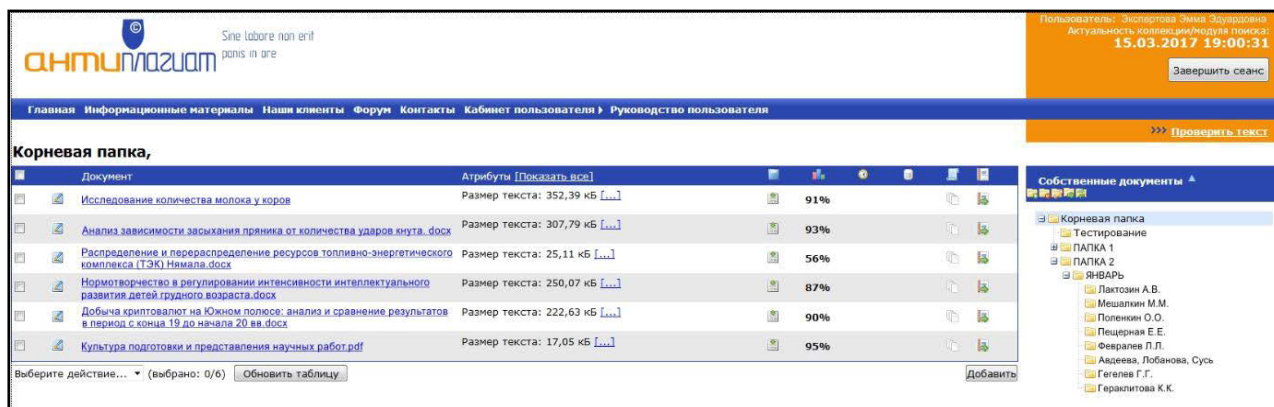 ©
антиплагиат
Sine labore non erit
panis in ore
Пользователь: Экспертова Эмма Эдуардовна
Актуальность коллекции/модуля поиска:
15.03.2017 19:00:31
Завершить сеанс
Главная Информационные материалы Наши клиенты Форум Контакты Кабинет пользователя Руководство пользователя
>>> Проверить текст
Корневая папка,
Документ Атрибуты [Показать все]
Исследование количества молока у коров Размер текста: 352,39 кБ [...] 91%
Анализ зависимости засыхания пряника от количества ударов кнута. docx Размер текста: 307,79 кБ [...] 93%
Распределение и перераспределение ресурсов топливно-энергетического
комплекса (ТЭК) Нямала.docx Размер текста: 25,11 кБ [...] 56%
Нормотворчество в регулировании интенсивности интеллектуального
развития детей грудного возраста.docx Размер текста: 250,07 кБ [...] 87%
Добыча криптовалют на Южном полюсе: анализ и сравнение результатов
в период с конца 19 до начала 20 вв.docx Размер текста: 222,63 кБ [...] 90%
Культура подготовки и представления научных работ.pdf Размер текста: 17,05 кБ [...] 95%
Выберите действие... (выбрано: 0/6) Обновить таблицу Добавить
Собственные документы
Корневая папка
Тестирование
ПАПКА 1
ПАПКА 2
ЯНВАРЬ
Лактозин А.В.
Мешалкин М.М.
Поленкин О.О.
Пещерная Е.Е.
Февралев Л.Л.
Авдеева, Лобанова, Сусь
Гегелев Г.Г.
Гераклитова К.К.